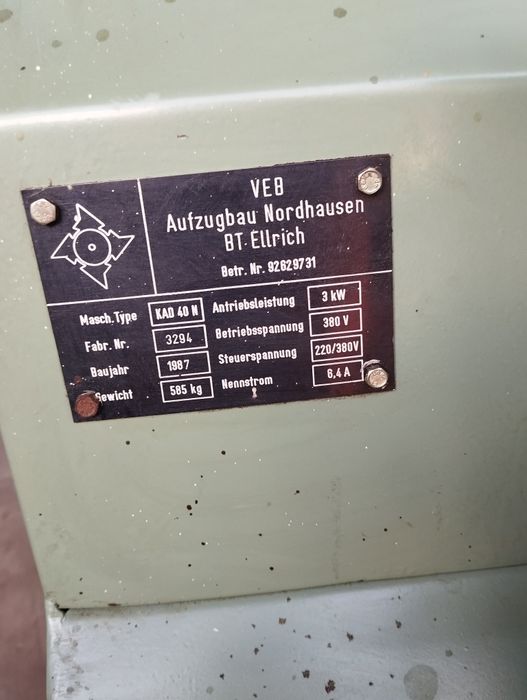 VEB
Aufzugbau Nordhausen
BT Ellrich
Betr. Nr. 92629731
Masch. Type KAD 40 N Antriebsleistung 3 kW
Fabr. Nr. 3294 Betriebsspannung 380 V
Baujahr 1987 Steuerspannung 220/380V
Gewicht 585 kg Nennstrom 6,4 A